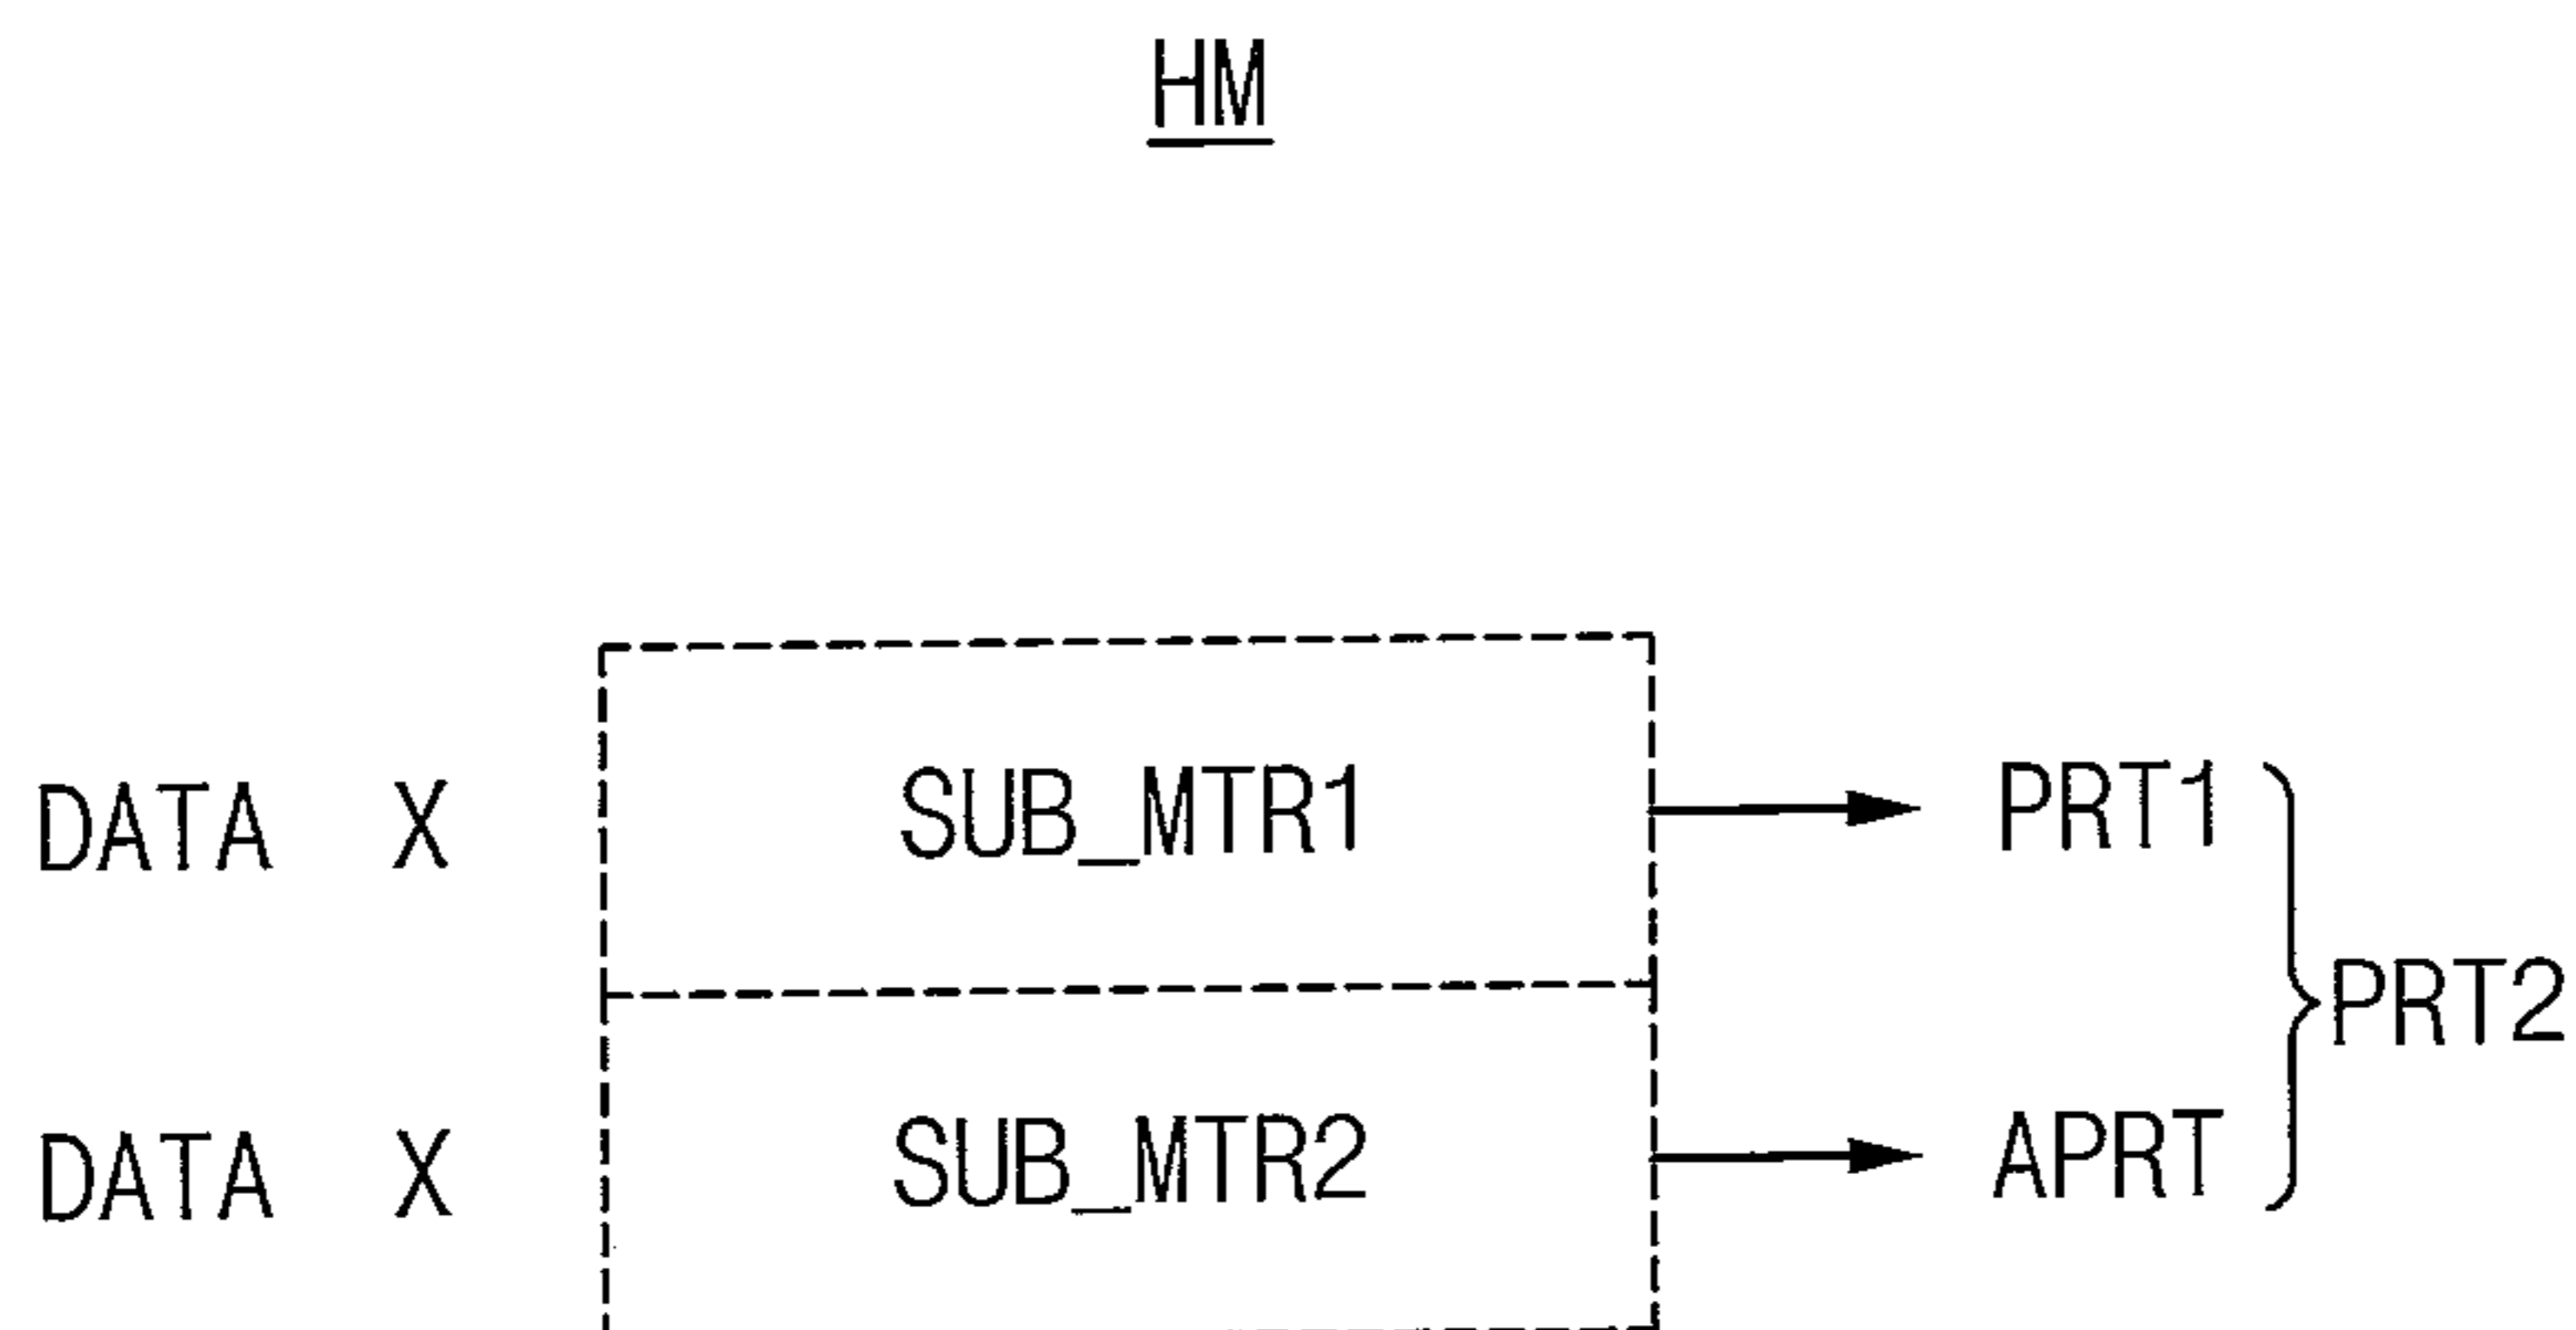 HM
DATA X SUB_MTR1 PRT1
PRT2
DATA X SUB_MTR2 APRT